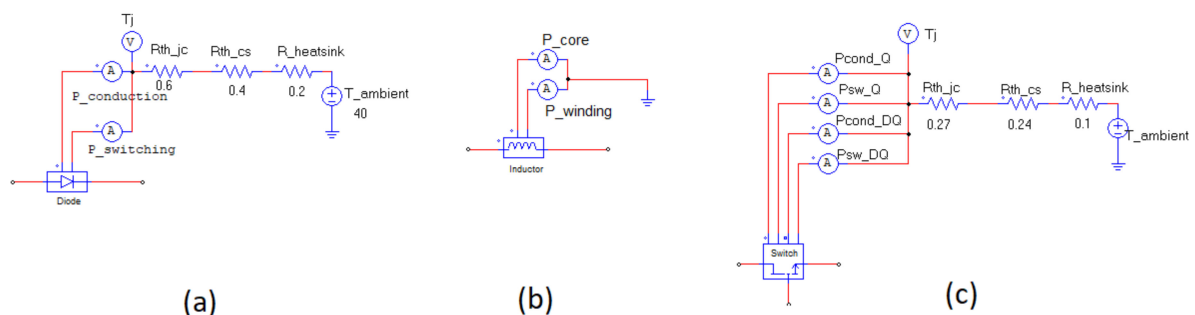 Tj
V
Rth_jc
Rth_cs
R_heatsink
A
0.6
0.4
0.2
P_conduction
T_ambient
40
A
P_switching
Diode
(a)
P_core
A
A
P_winding
Inductor
(b)
V
Tj
Pcond_Q
A
Psw_Q
A
Pcond_DQ
A
Psw_DQ
A
Rth_jc
Rth_cs
R_heatsink
0.27
0.24
0.1
T_ambient
Switch
(c)